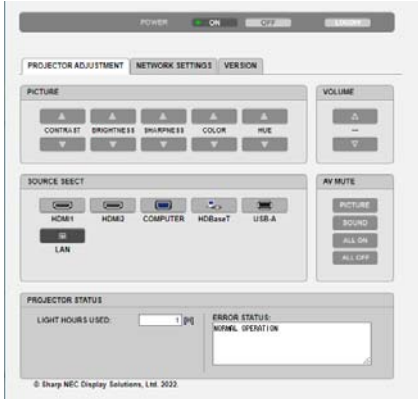 POWER ON OFF LOGOFF
PROJECTOR ADJUSTMENT NETWORK SETTINGS VERSION
PICTURE
CONTRAST BRIGHTNESS SHARPNESS COLOR HUE
VOLUME
---
SOURCE SEECT
HDMI1 HDMI2 COMPUTER HDBaseT USB-A
LAN
AV MUTE
PICTURE
SOUND
ALL ON
ALL OFF
PROJECTOR STATUS
LIGHT HOURS USED: 1 [H]
ERROR STATUS:
NORMAL OPERATION
© Sharp NEC Display Solutions, Ltd. 2022.